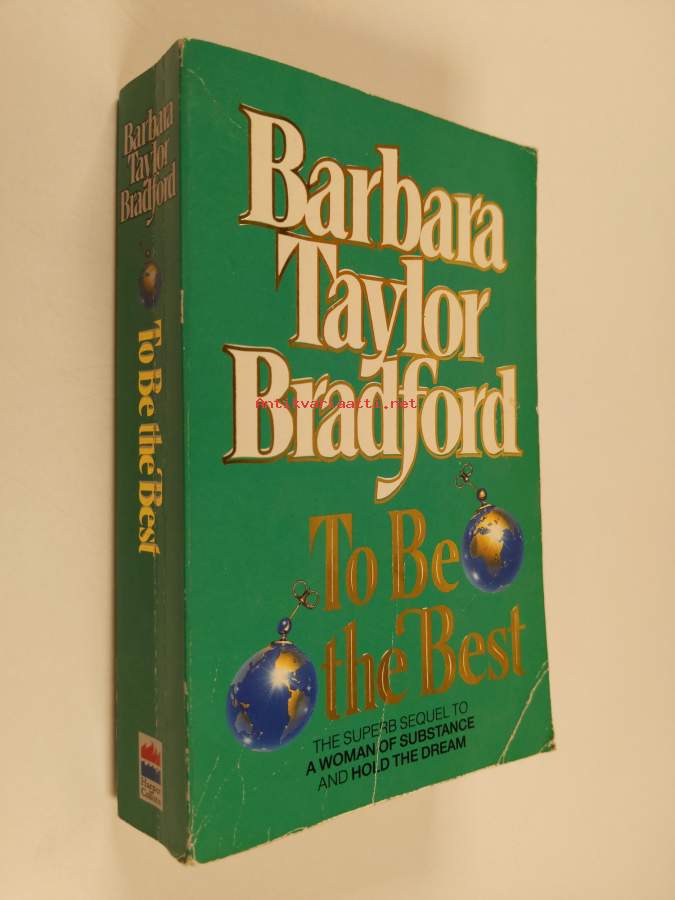 Barbara
Taylor
Bradford
To Be the Best
Harper
Collins
Barbara
Taylor
Bradford
Antikvariaatti.net
To Be
the Best
THE SUPERB SEQUEL TO
A WOMAN OF SUBSTANCE
AND HOLD THE DREAM